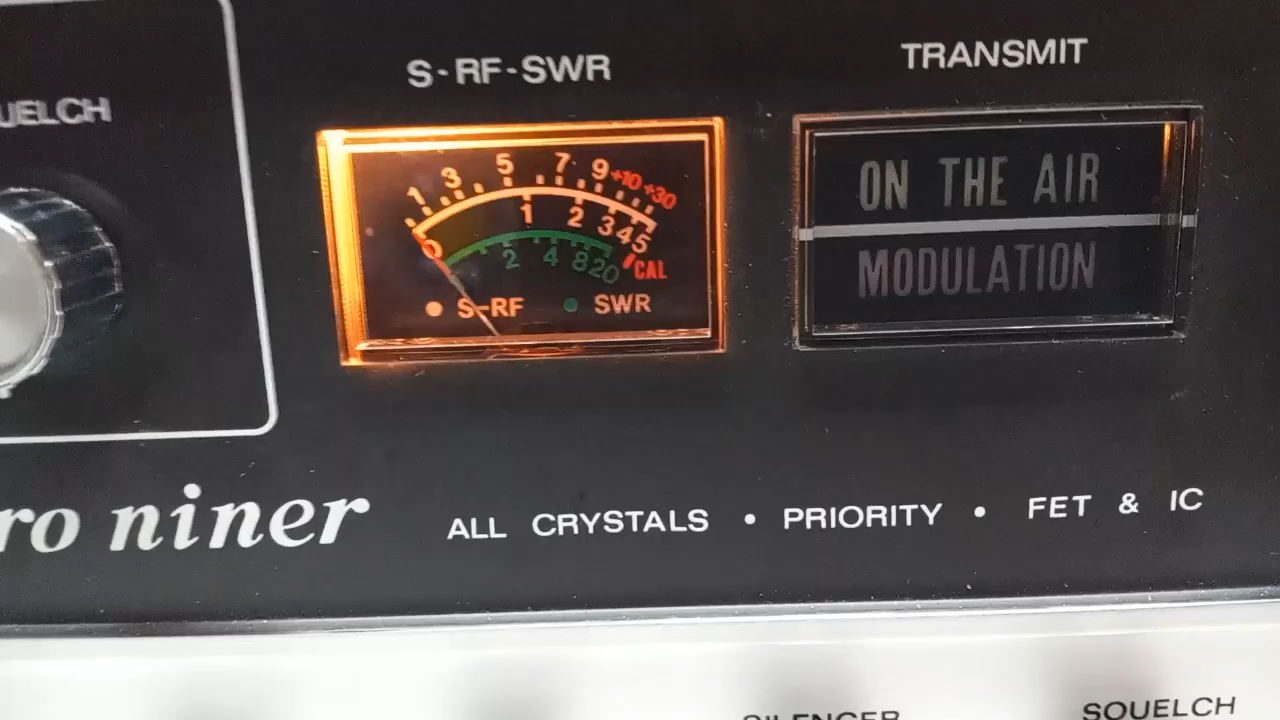 S-RF-SWR
TRANSMIT
UELCH
1 3 5 7 9 +10 +30
0 1 2 3 4 5
2 4 8 20
CAL
S-RF SWR
ON THE AIR
MODULATION
ro niner
ALL CRYSTALS • PRIORITY • FET & IC
SILENCER
SQUELCH